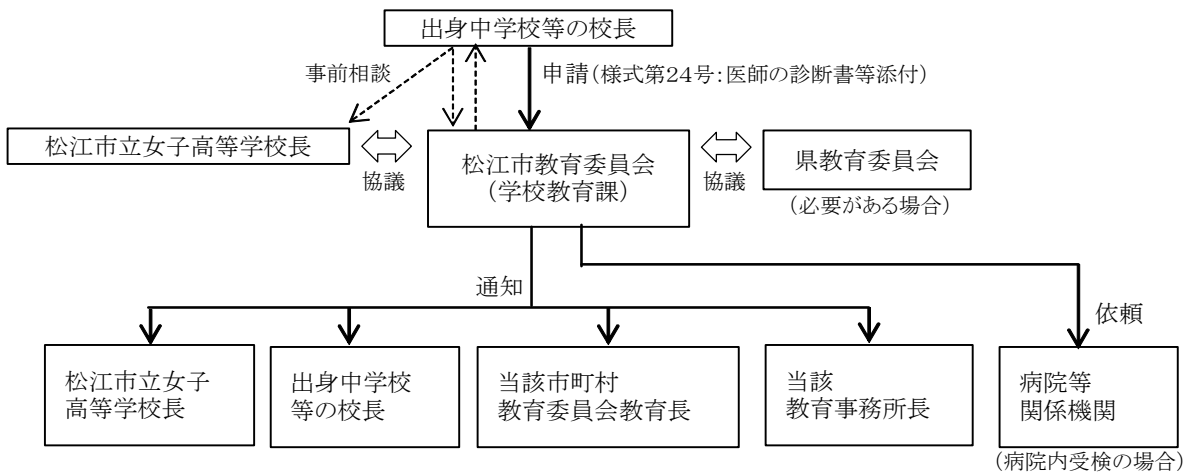 出身中学校等の校長
事前相談
申請（様式第24号：医師の診断書等添付）
松江市立女子高等学校長
協議
松江市教育委員会
（学校教育課）
協議
県教育委員会
（必要がある場合）
通知
依頼
松江市立女子
高等学校長
出身中学校
等の校長
当該市町村
教育委員会教育長
当該
教育事務所長
病院等
関係機関
（病院内受検の場合）